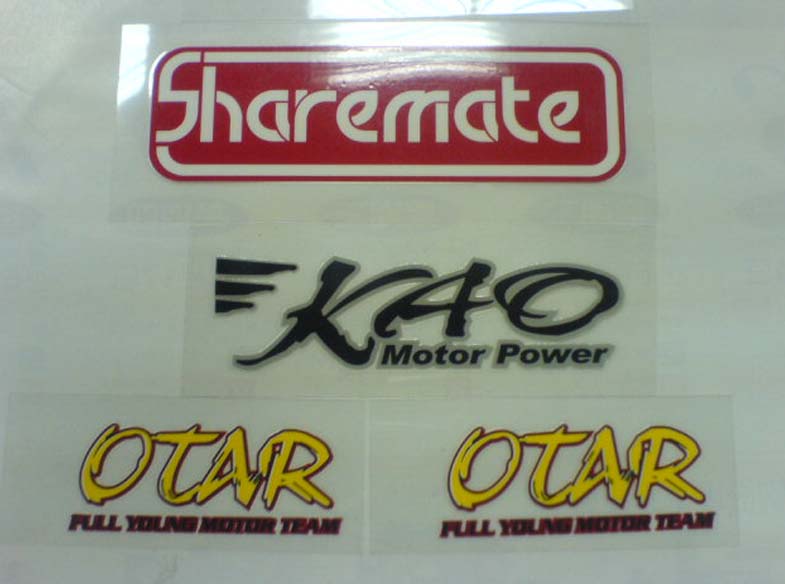 Sharemate
KAO
Motor Power
OTAR
FULL YOUNG MOTOR TEAM
OTAR
FULL YOUNG MOTOR TEAM